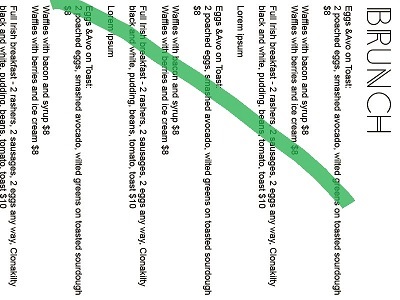 BRUNCH
Eggs &Avo on Toast:
2 poached eggs, smashed avocado, wilted greens on toasted sourdough
$8
Waffles with bacon and syrup $8
Waffles with berries and ice cream $8
Full Irish breakfast - 2 rashers, 2 sausages, 2 eggs any way, Clonakilty
black and white, pudding, beans, tomato, toast $10
Lorem ipsum
Eggs &Avo on Toast:
2 poached eggs, smashed avocado, wilted greens on toasted sourdough
$8
Waffles with bacon and syrup $8
Waffles with berries and ice cream $8
Full Irish breakfast - 2 rashers, 2 sausages, 2 eggs any way, Clonakilty
black and white, pudding, beans, tomato, toast $10
Lorem ipsum
Eggs &Avo on Toast:
2 poached eggs, smashed avocado, wilted greens on toasted sourdough
$8
Waffles with bacon and syrup $8
Waffles with berries and ice cream $8
Full Irish breakfast - 2 rashers, 2 sausages, 2 eggs any way, Clonakilty
black and white, pudding, beans, tomato, toast $10